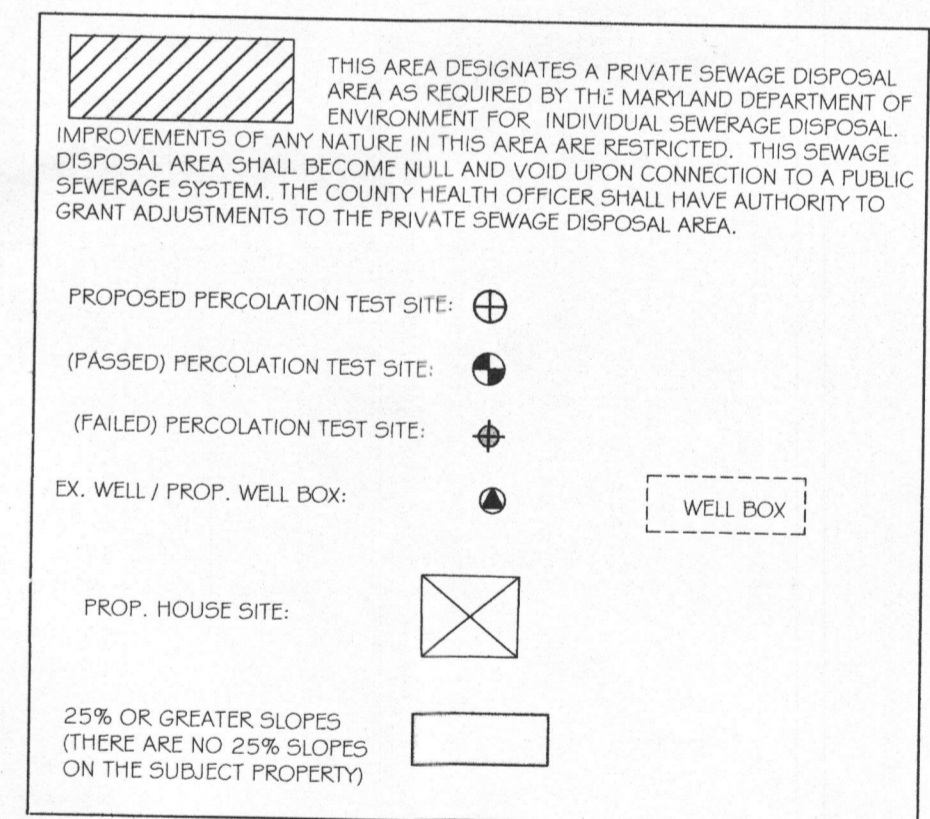 THIS AREA DESIGNATES A PRIVATE SEWAGE DISPOSAL
AREA AS REQUIRED BY THE MARYLAND DEPARTMENT OF
ENVIRONMENT FOR INDIVIDUAL SEWERAGE DISPOSAL.
IMPROVEMENTS OF ANY NATURE IN THIS AREA ARE RESTRICTED. THIS SEWAGE
DISPOSAL AREA SHALL BECOME NULL AND VOID UPON CONNECTION TO A PUBLIC
SEWERAGE SYSTEM. THE COUNTY HEALTH OFFICER SHALL HAVE AUTHORITY TO
GRANT ADJUSTMENTS TO THE PRIVATE SEWAGE DISPOSAL AREA.
PROPOSED PERCOLATION TEST SITE:
(PASSED) PERCOLATION TEST SITE:
(FAILED) PERCOLATION TEST SITE:
EX. WELL / PROP. WELL BOX:
WELL BOX
PROP. HOUSE SITE:
25% OR GREATER SLOPES
(THERE ARE NO 25% SLOPES
ON THE SUBJECT PROPERTY)